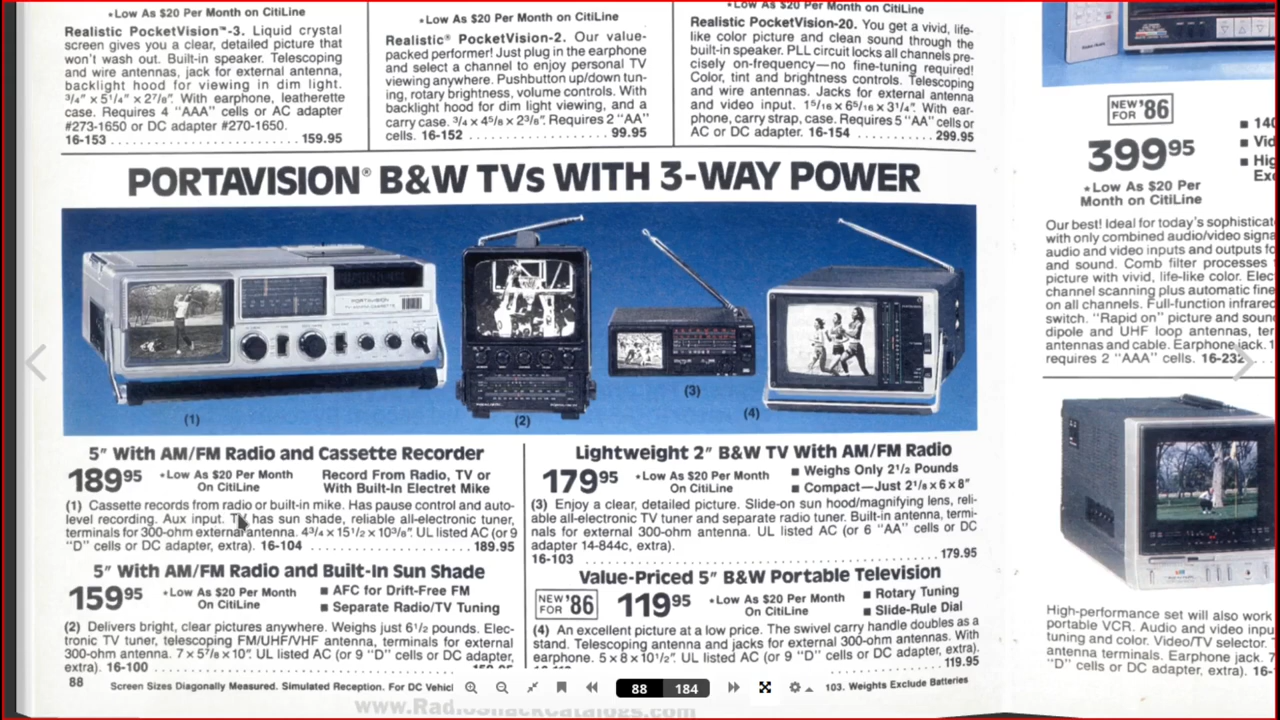 •Low As $20 Per Month on CitiLine
Realistic PocketVision™-3. Liquid crystal
screen gives you a clear, detailed picture that
won't wash out. Built-in speaker. Telescoping
and wire antennas, jack for external antenna,
backlight hood for viewing in dim light.
3/4" × 5 1/4" × 2 7/8". With earphone, leatherette
case. Requires 4 "AAA" cells or AC adapter
#273-1650 or DC adapter #270-1650.
16-153 . . . . . . . . . . . . . . . . . . . . . . . . . . . . 159.95
•Low As $20 Per Month on CitiLine
Realistic® PocketVision-2. Our value-
packed performer! Just plug in the earphone
and select a channel to enjoy personal TV
viewing anywhere. Pushbutton up/down tun-
ing, rotary brightness, volume controls. With
backlight hood for dim light viewing, and a
carry case. 3/4 × 4 5/8 × 2 3/8". Requires 2 "AA"
cells. 16-152 . . . . . . . . . . . . . . . . . . . 99.95
•Low As $20 Per Month on CitiLine
Realistic PocketVision-20. You get a vivid, life-
like color picture and clean sound through the
built-in speaker. PLL circuit locks all channels pre-
cisely on-frequency—no fine-tuning required!
Color, tint and brightness controls. Telescoping
and wire antennas. Jacks for external antenna
and video input. 1 5/16 × 6 5/16 × 3 1/4". With ear-
phone, carry strap, case. Requires 5 "AA" cells or
AC or DC adapter. 16-154 . . . . . . . . . . . . . . . 299.95
PORTAVISION® B&W TVs WITH 3-WAY POWER
PORTAVISION
(1)
(2)
(3)
(4)
5" With AM/FM Radio and Cassette Recorder
18995 •Low As $20 Per Month On CitiLine
Record From Radio, TV or
With Built-In Electret Mike
(1) Cassette records from radio or built-in mike. Has pause control and auto-
level recording. Aux input. has sun shade, reliable all-electronic tuner,
terminals for 300-ohm external antenna. 4 3/4 × 15 1/2 × 10 3/8". UL listed AC (or 9
"D" cells or DC adapter, extra). 16-104 . . . . . . . . . . . . . . . . . . . . . . 189.95
5" With AM/FM Radio and Built-In Sun Shade
15995 •Low As $20 Per Month On CitiLine
■ AFC for Drift-Free FM
■ Separate Radio/TV Tuning
(2) Delivers bright, clear pictures anywhere. Weighs just 6 1/2 pounds. Elec-
tronic TV tuner, telescoping FM/UHF/VHF antenna, terminals for external
300-ohm antenna. 7 × 5 7/8 × 10". UL listed AC (or 9 "D" cells or DC adapter,
extra). 16-100
Lightweight 2" B&W TV With AM/FM Radio
17995 •Low As $20 Per Month On CitiLine
■ Weighs Only 2 1/2 Pounds
■ Compact—Just 2 1/8 × 6 × 8"
(3) Enjoy a clear, detailed picture. Slide-on sun hood/magnifying lens, reli-
able all-electronic TV tuner and separate radio tuner. Built-in antenna, termi-
nals for external 300-ohm antenna. UL listed AC (or 6 "AA" cells or DC
adapter 14-844c, extra).
16-103 . . . . . . . . . . . . . . . . . . . . . . . . . . . . . . . . . . . . 179.95
Value-Priced 5" B&W Portable Television
NEW FOR '86
11995 •Low As $20 Per Month On CitiLine
■ Rotary Tuning
■ Slide-Rule Dial
(4) An excellent picture at a low price. The swivel carry handle doubles as a
stand. Telescoping antenna and jacks for external 300-ohm antennas. With
earphone. 5 × 8 × 10 1/2". UL listed AC (or 9 "D" cells or DC adapter, extra).
119.95
88
Screen Sizes Diagonally Measured. Simulated Reception. For DC Vehicl
88 184
103. Weights Exclude Batteries
www.RadioShackCatalogs.com
NEW FOR '86
39995
•Low As $20 Per
Month on CitiLine
■ 140
■ Vid
■ Hig
Exc
Our best! Ideal for today's sophisticat
with only combined audio/video signa
audio and video inputs and outputs fo
and sound. Comb filter processes
picture with vivid, life-like color. Elec
channel scanning plus automatic fine
on all channels. Full-function infrared
switch. "Rapid on" picture and sound
dipole and UHF loop antennas, ter
antennas and cable. Earphone jack. 1
requires 2 "AAA" cells. 16-232
High-performance set will also work
portable VCR. Audio and video inpu
tuning and color. Video/TV selector. T
antenna terminals. Earphone jack. 7
"D" cells or DC adapter, extra). 16-